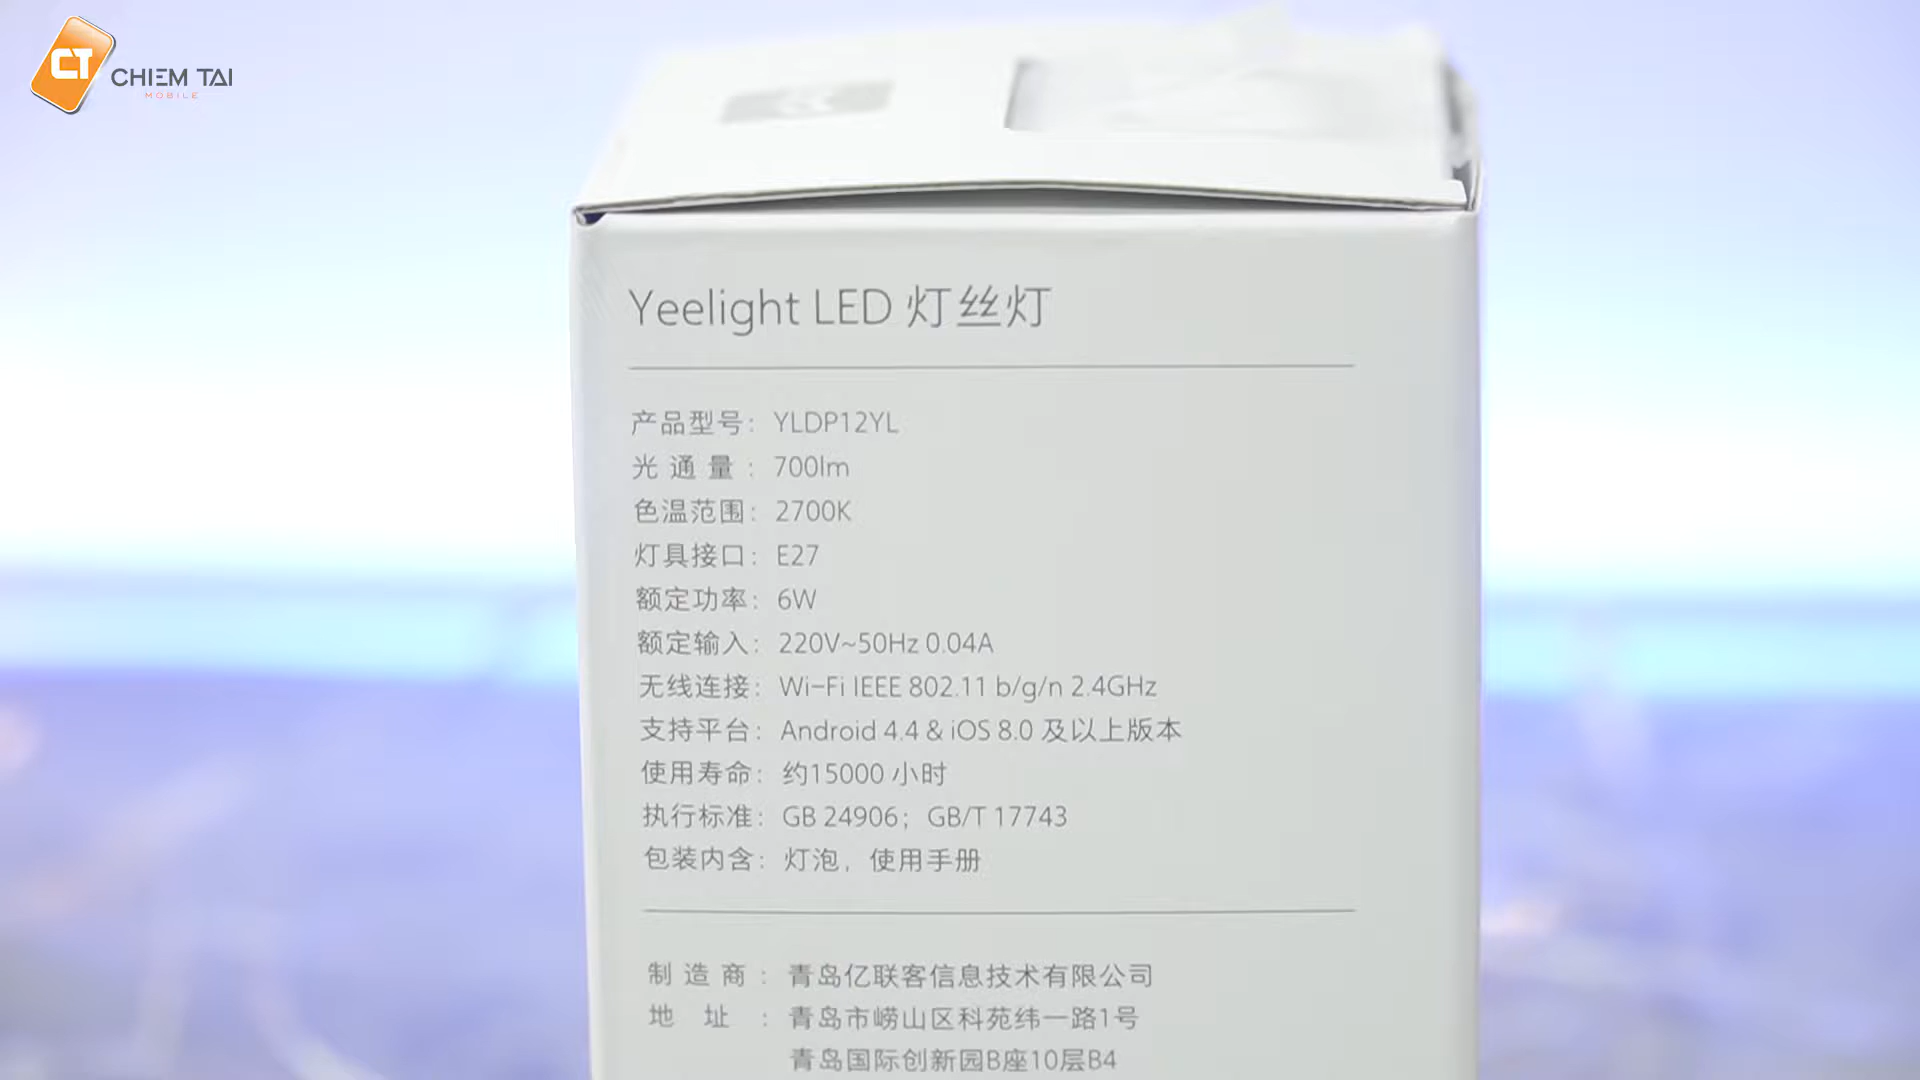 CT
CHIEM TAI
MOBILE
Yeelight LED 灯丝灯
产品型号： YLDP12YL
光通量： 700lm
色温范围： 2700K
灯具接口： E27
额定功率： 6W
额定输入： 220V~50Hz 0.04A
无线连接： Wi-Fi IEEE 802.11 b/g/n 2.4GHz
支持平台： Android 4.4 & iOS 8.0 及以上版本
使用寿命： 约15000 小时
执行标准： GB 24906；GB/T 17743
包装内含： 灯泡，使用手册
制造商： 青岛亿联客信息技术有限公司
地址： 青岛市崂山区科苑纬一路1号
青岛国际创新园B座10层B4